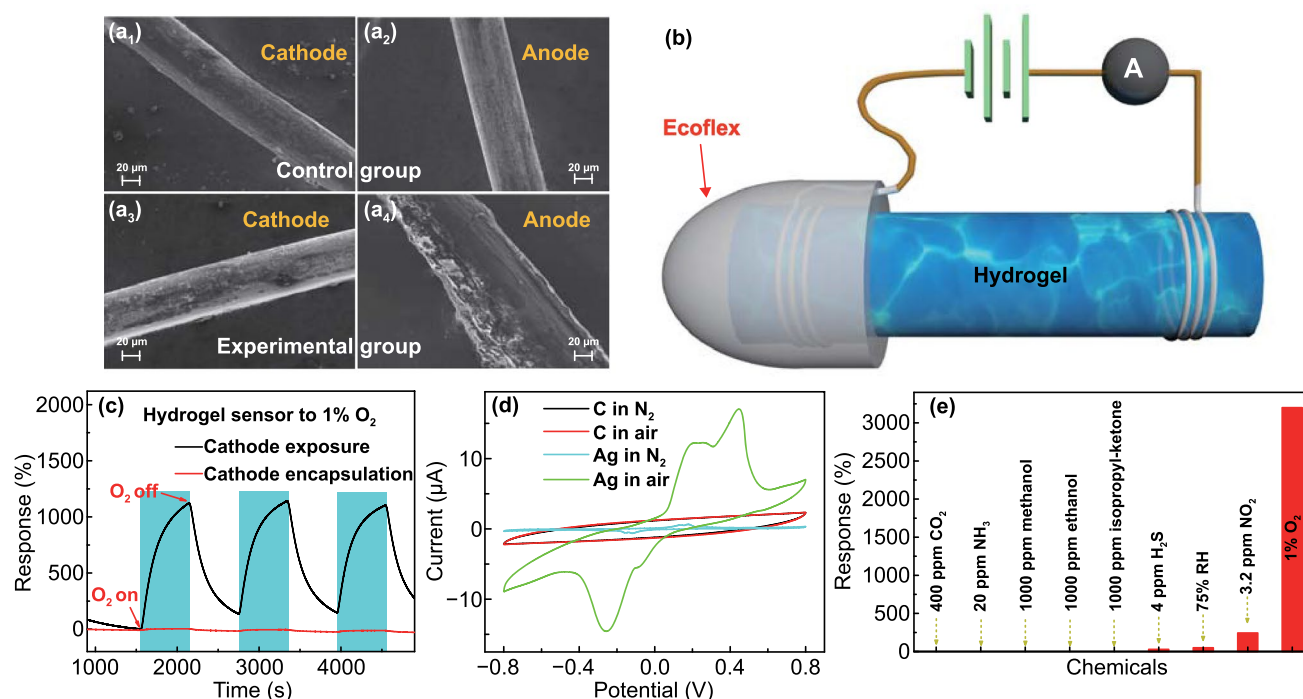 (a₁)
Cathode
20 μm
Control group
(a₂)
Anode
20 μm
(a₃)
Cathode
20 μm
Experimental group
(a₄)
Anode
20 μm
(b)
A
Ecoflex
Hydrogel
(c)
Hydrogel sensor to 1% O₂
Cathode exposure
Cathode encapsulation
O₂ off
O₂ on
Response (%)
2000
1500
1000
500
0
1000 2000 3000 4000
Time (s)
(d)
C in N₂
C in air
Ag in N₂
Ag in air
Current (μA)
10
0
−10
−0.8 −0.4 0.0 0.4 0.8
Potential (V)
(e)
Response (%)
3000
2500
2000
1500
1000
500
0
400 ppm CO₂
20 ppm NH₃
1000 ppm methanol
1000 ppm ethanol
1000 ppm isopropyl-ketone
4 ppm H₂S
75% RH
3.2 ppm NO₂
1% O₂
Chemicals